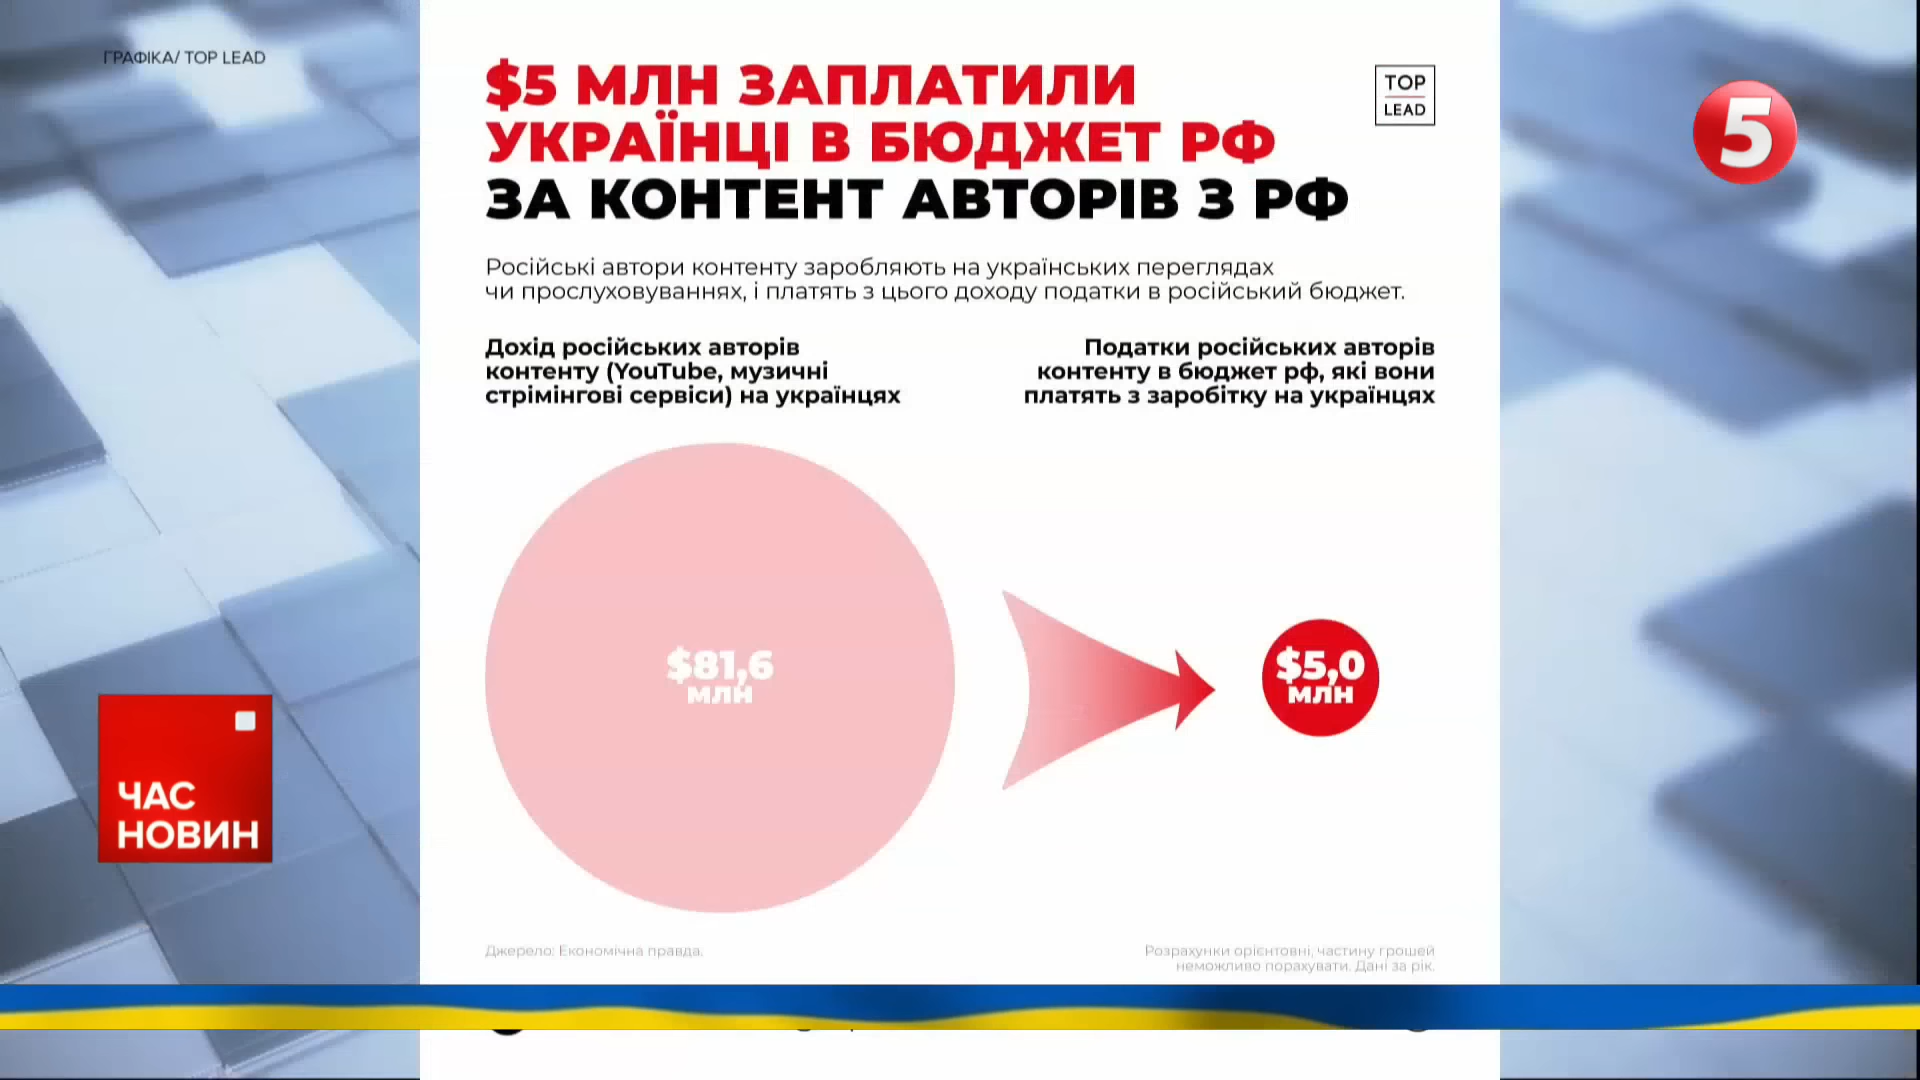 ГРАФІКА/ TOP LEAD
$5 МЛН ЗАПЛАТИЛИ
УКРАЇНЦІ В БЮДЖЕТ РФ
ЗА КОНТЕНТ АВТОРІВ З РФ
TOP
LEAD
5
Російські автори контенту заробляють на українських переглядах
чи прослуховуваннях, і платять з цього доходу податки в російський бюджет.
Дохід російських авторів
контенту (YouTube, музичні
стрімінгові сервіси) на українцях
Податки російських авторів
контенту в бюджет рф, які вони
платять з заробітку на українцях
$81,6
МЛН
$5,0
МЛН
ЧАС
НОВИН
Джерело: Економічна правда.
Розрахунки орієнтовні, частину грошей
неможливо порахувати. Дані за рік.